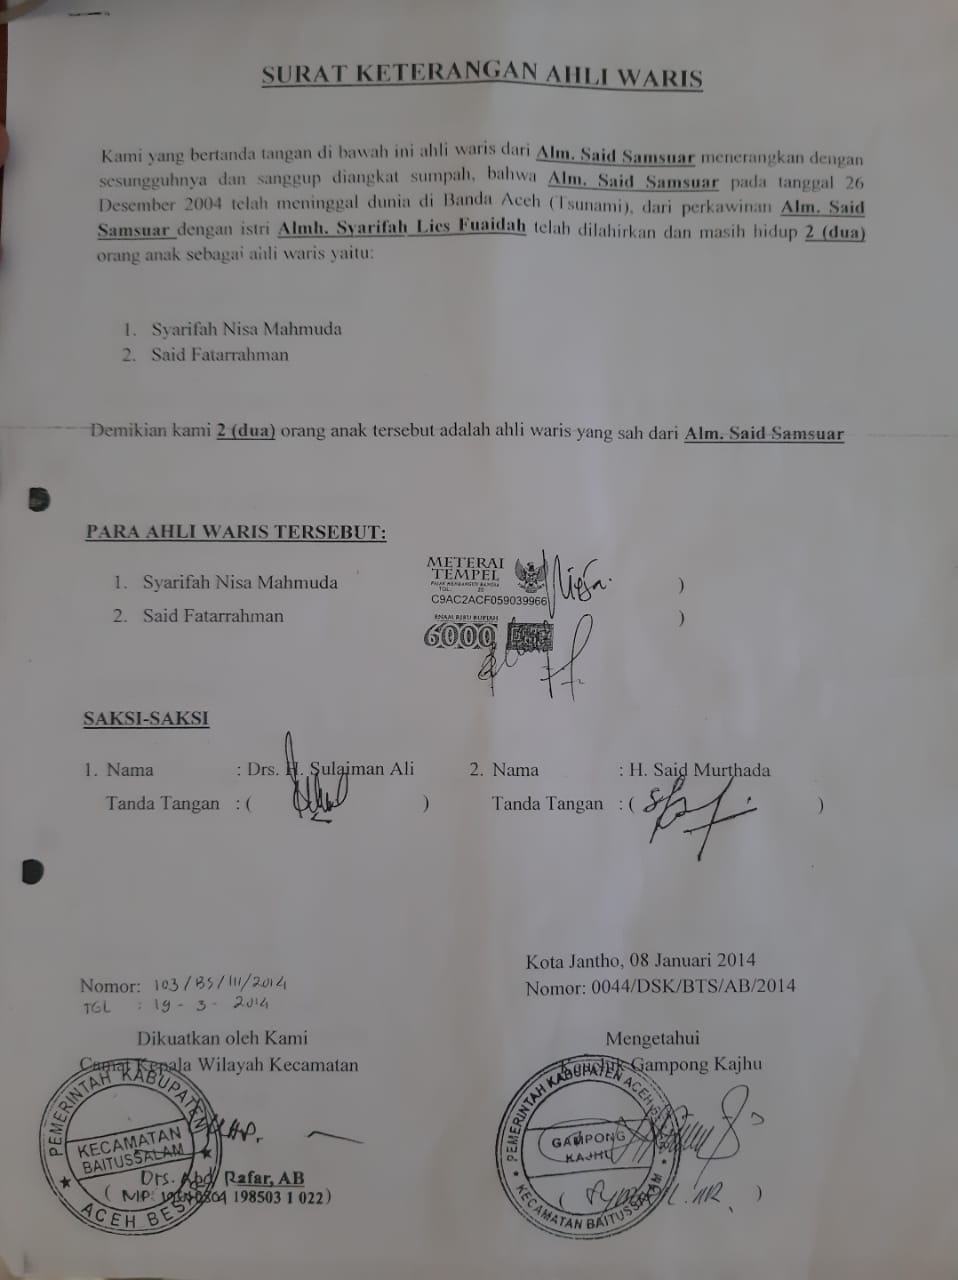 SURAT KETERANGAN AHLI WARIS
Kami yang bertanda tangan di bawah ini ahli waris dari Alm. Said Samsuar menerangkan dengan
sesungguhnya dan sanggup diangkat sumpah, bahwa Alm. Said Samsuar pada tanggal 26
Desember 2004 telah meninggal dunia di Banda Aceh (Tsunami), dari perkawinan Alm. Said
Samsuar dengan istri Almh. Syarifah Lies Fuaidah telah dilahirkan dan masih hidup 2 (dua)
orang anak sebagai ahli waris yaitu:
1. Syarifah Nisa Mahmuda
2. Said Fatarrahman
Demikian kami 2 (dua) orang anak tersebut adalah ahli waris yang sah dari Alm. Said Samsuar
PARA AHLI WARIS TERSEBUT:
METERAI
TEMPEL
TGL. 20
1. Syarifah Nisa Mahmuda )
C9AC2ACF059039966
2. Said Fatarrahman )
ENAM RIBU RUPIAH
6000
SAKSI-SAKSI
1. Nama : Drs. H. Sulaiman Ali 2. Nama : H. Said Murthada
Tanda Tangan : ( ) Tanda Tangan : ( )
Kota Jantho, 08 Januari 2014
Nomor: 103/BS/III/2014 Nomor: 0044/DSK/BTS/AB/2014
TGL : 19 - 3 - 2014
Dikuatkan oleh Kami Mengetahui
Camat Kepala Wilayah Kecamatan Gampong Kajhu
PEMERINTAH KABUPATEN
KECAMATAN
BAITUSSALAM
ACEH BESAR
Drs. Abd Rafar, AB
198503 1 022)
PEMERINTAH KABUPATEN ACEH
GAMPONG
KAJHU
KECAMATAN BAITUSSALAM